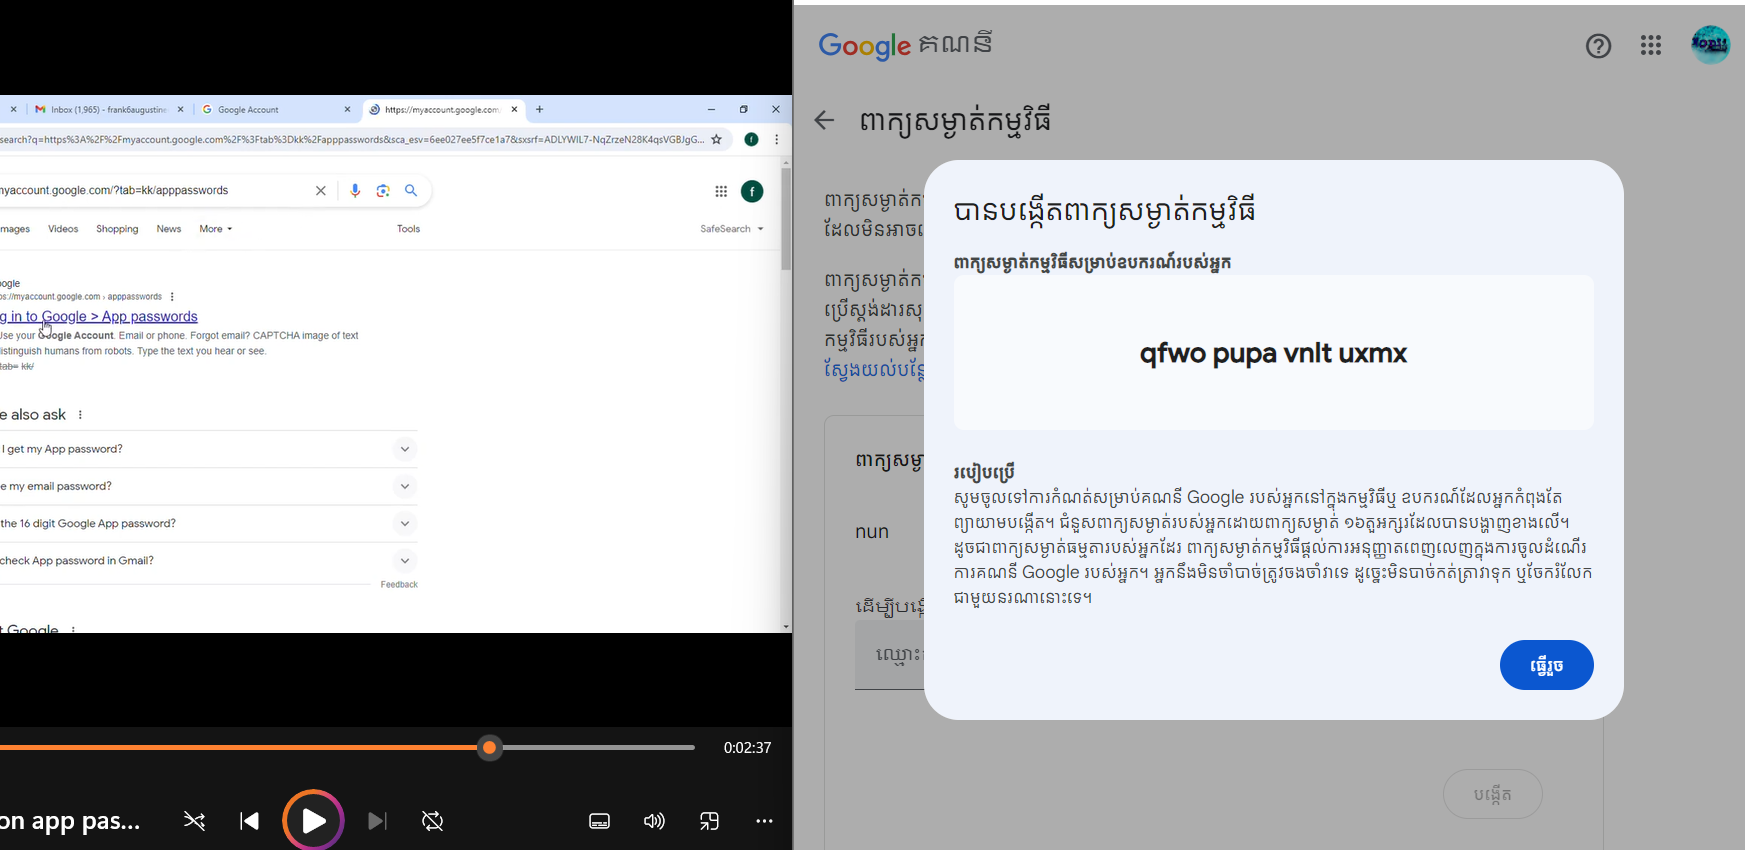 Inbox (1,965) - frank6augustine
Google Account
https://myaccount.google.com/
search?q=https%3A%2F%2Fmyaccount.google.com%2F%3Ftab%3Dkk%2Fapppasswords&sca_esv=6ee027ee5f7ce1a7&sxsrf=ADLYWIL7-NqZrzeN28K4qsVGBJgG...
f
myaccount.google.com/?tab=kk/apppasswords
f
mages Videos Shopping News More Tools SafeSearch
ogle
ps://myaccount.google.com › apppasswords
g in to Google > App passwords
Use your Google Account. Email or phone. Forgot email? CAPTCHA image of text
istinguish humans from robots. Type the text you hear or see.
tab= kk/
e also ask
I get my App password?
e my email password?
the 16 digit Google App password?
check App password in Gmail?
Feedback
t Google
0:02:37
on app pas...
Google គណនី
ពាក្យសម្ងាត់កម្មវិធី
ពាក្យសម្ងាត់ក
ដែលមិនអាច
ពាក្យសម្ងាត់ក
ប្រើស្តង់ដារសុ
កម្មវិធីរបស់អ្នក
ស្វែងយល់បន្ថែ
ពាក្យសម្ង
nun
ដើម្បីបង្កើ
ឈ្មោះ
បង្កើត
បានបង្កើតពាក្យសម្ងាត់កម្មវិធី
ពាក្យសម្ងាត់កម្មវិធីសម្រាប់ឧបករណ៍របស់អ្នក
qfwo pupa vnlt uxmx
របៀបប្រើ
សូមចូលទៅការកំណត់សម្រាប់គណនី Google របស់អ្នកនៅក្នុងកម្មវិធីឬ ឧបករណ៍ដែលអ្នកកំពុងតែ
ព្យាយាមបង្កើត។ ជំនួសពាក្យសម្ងាត់របស់អ្នកដោយពាក្យសម្ងាត់ ១៦តួអក្សរដែលបានបង្ហាញខាងលើ។
ដូចជាពាក្យសម្ងាត់ធម្មតារបស់អ្នកដែរ ពាក្យសម្ងាត់កម្មវិធីផ្តល់ការអនុញ្ញាតពេញលេញក្នុងការចូលដំណើរ
ការគណនី Google របស់អ្នក។ អ្នកនឹងមិនចាំបាច់ត្រូវចងចាំវាទេ ដូច្នេះមិនបាច់កត់ត្រាវាទុក ឬចែករំលែក
ជាមួយនរណានោះទេ។
ធ្វើរួច